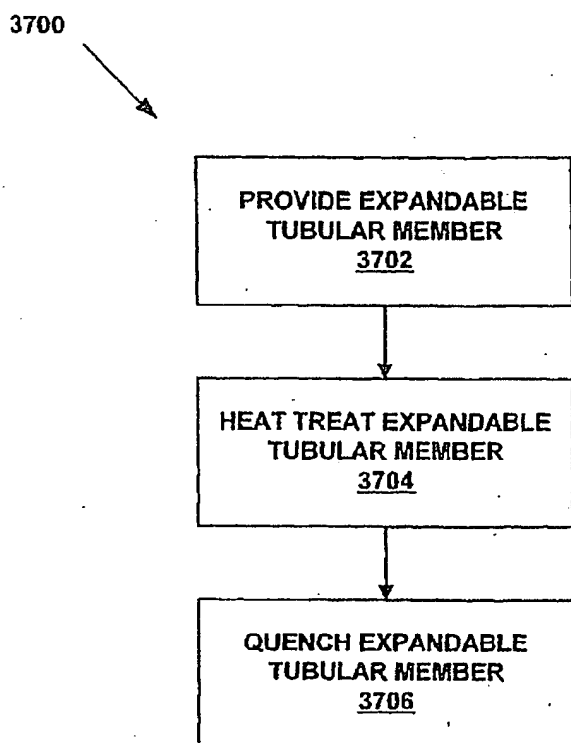 3700
PROVIDE EXPANDABLE
TUBULAR MEMBER
3702
HEAT TREAT EXPANDABLE
TUBULAR MEMBER
3704
QUENCH EXPANDABLE
TUBULAR MEMBER
3706